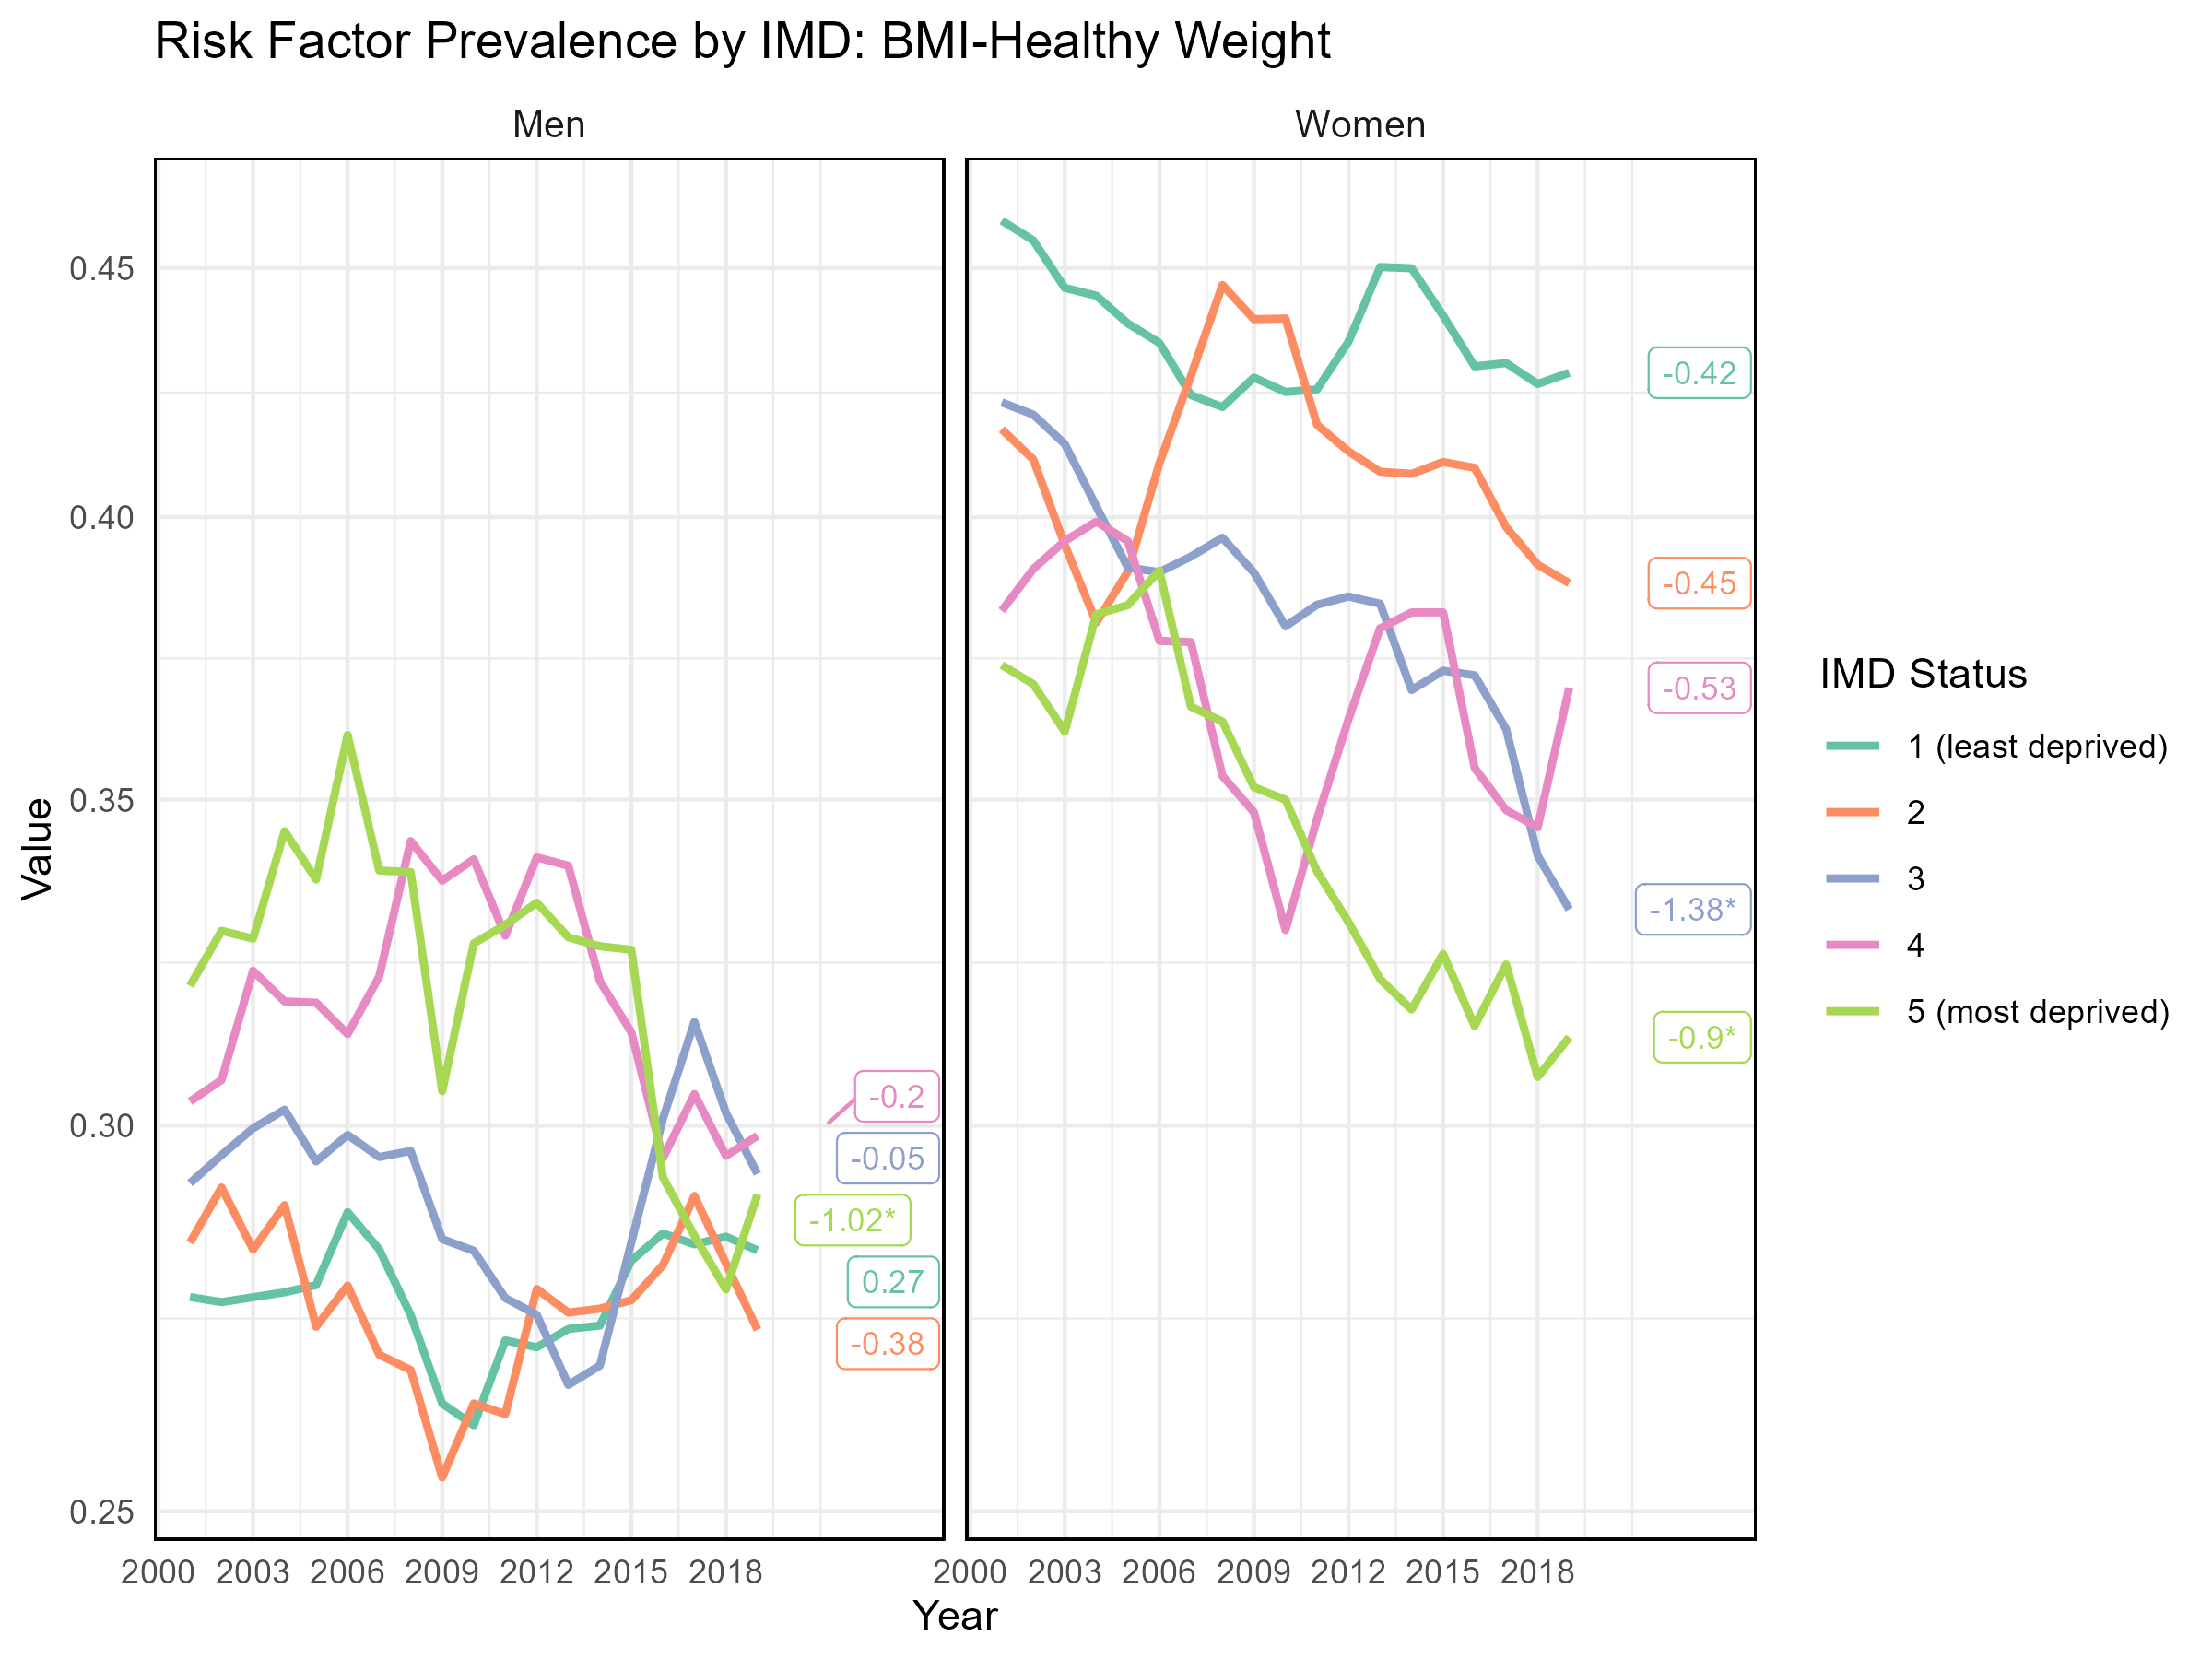 Risk Factor Prevalence by IMD: BMI-Healthy Weight
Men
Women
Value
0.45
0.40
0.35
0.30
0.25
-0.2
-0.05
-1.02*
0.27
-0.38
-0.42
-0.45
-0.53
-1.38*
-0.9*
2000 2003 2006 2009 2012 2015 2018
2000 2003 2006 2009 2012 2015 2018
Year
IMD Status
1 (least deprived)
2
3
4
5 (most deprived)